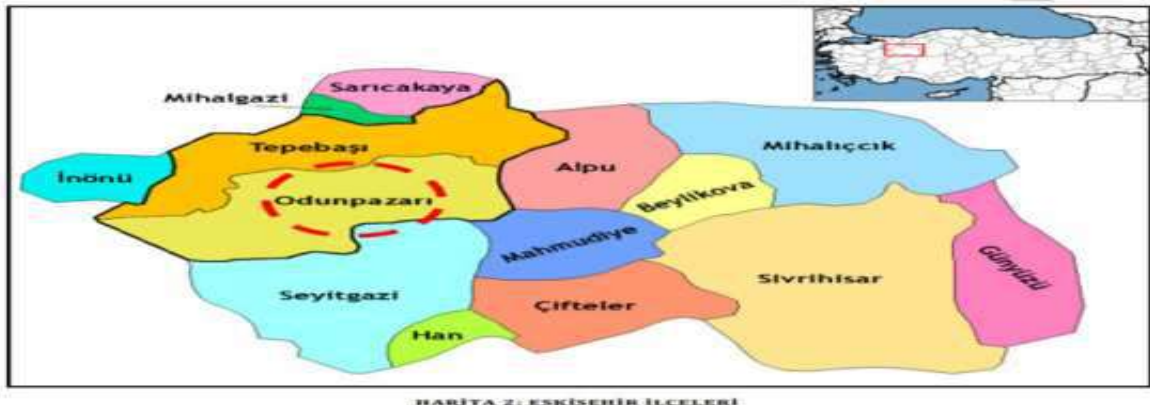 Sarıcakaya
Mihalgazi
Tepebaşı
Mihalıççık
Alpu
İnönü
Odunpazarı
Beylikova
Mahmudiye
Günyüzü
Sivrihisar
Seyitgazi
Çifteler
Han
HARİTA 2: ESKİŞEHİR İLÇELERİ